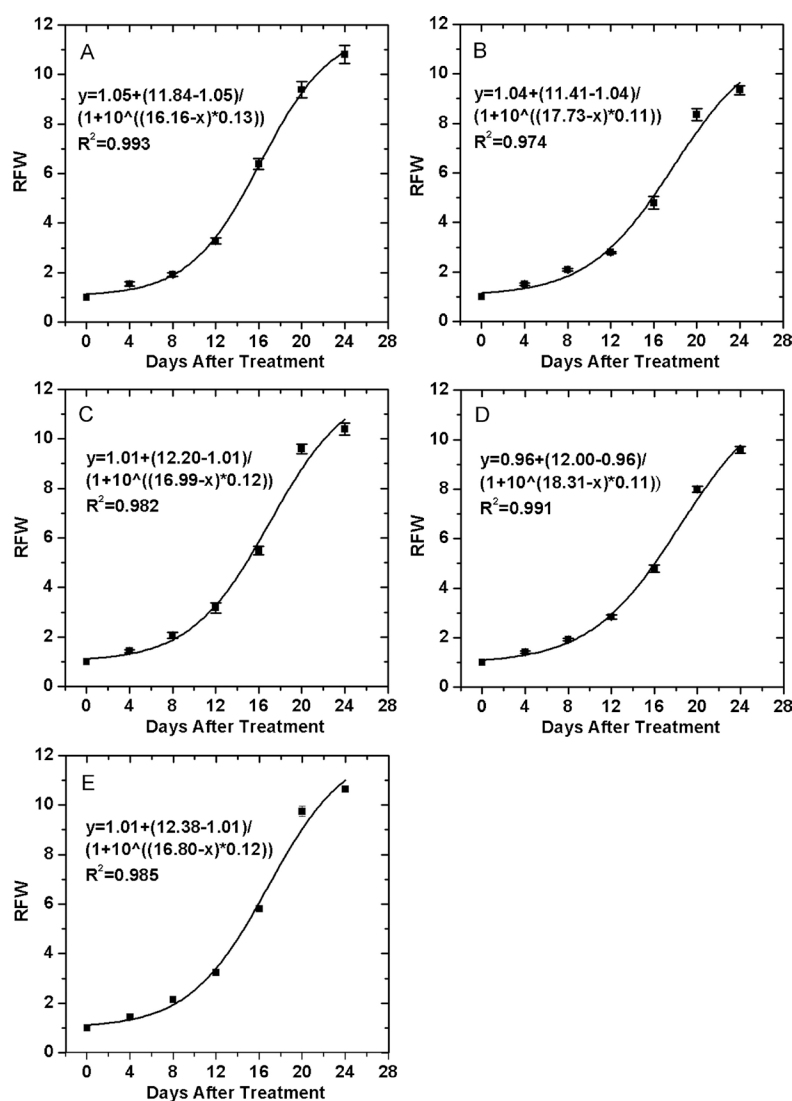 A
y=1.05+(11.84-1.05)/
(1+10^((16.16-x)*0.13))
R²=0.993
RFW
12
10
8
6
4
2
0
0 4 8 12 16 20 24 28
Days After Treatment
B
y=1.04+(11.41-1.04)/
(1+10^((17.73-x)*0.11))
R²=0.974
RFW
12
10
8
6
4
2
0
0 4 8 12 16 20 24 28
Days After Treatment
C
y=1.01+(12.20-1.01)/
(1+10^((16.99-x)*0.12))
R²=0.982
RFW
12
10
8
6
4
2
0
0 4 8 12 16 20 24 28
Days After Treatment
D
y=0.96+(12.00-0.96)/
(1+10^(18.31-x)*0.11))
R²=0.991
RFW
12
10
8
6
4
2
0
0 4 8 12 16 20 24 28
Days After Treatment
E
y=1.01+(12.38-1.01)/
(1+10^((16.80-x)*0.12))
R²=0.985
RFW
12
10
8
6
4
2
0
0 4 8 12 16 20 24 28
Days After Treatment